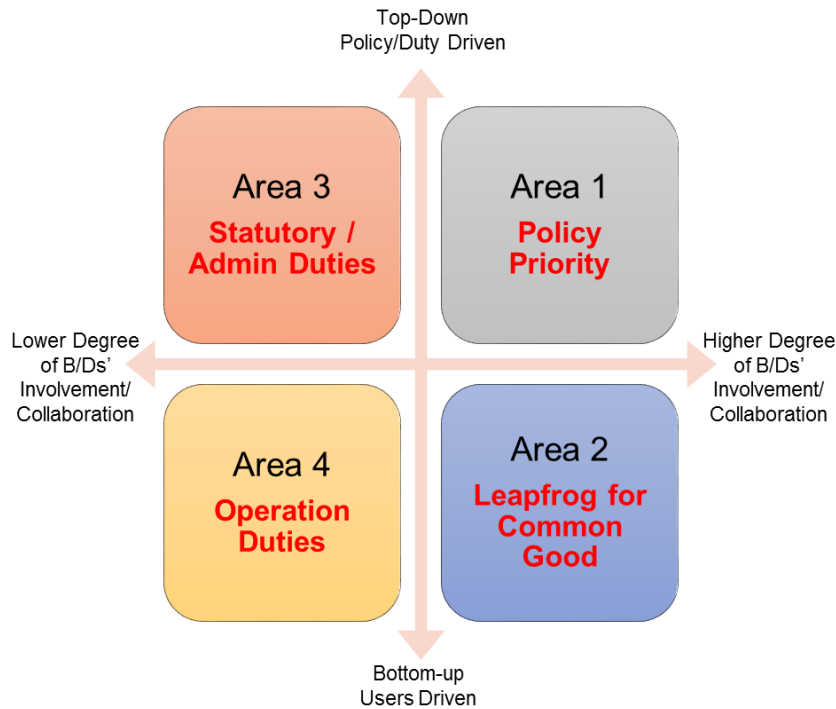 Top-Down
Policy/Duty Driven
Area 3
Statutory /
Admin Duties
Area 1
Policy
Priority
Lower Degree
of B/Ds’
Involvement/
Collaboration
Higher Degree
of B/Ds’
Involvement/
Collaboration
Area 4
Operation
Duties
Area 2
Leapfrog for
Common
Good
Bottom-up
Users Driven